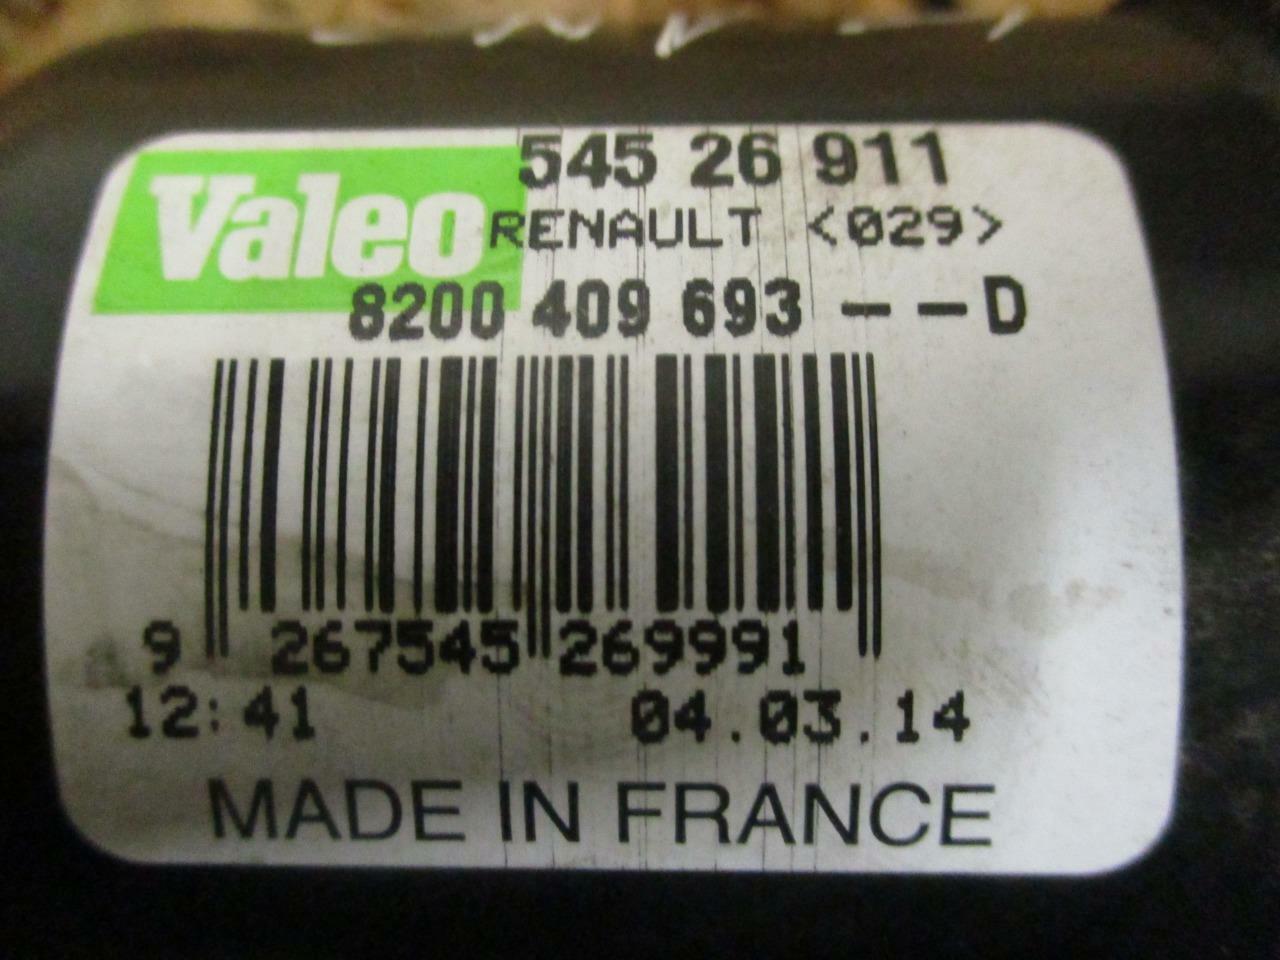 Valeo 545 26 911
RENAULT <029>
8200 409 693 - - D
9 267545 269991
12:41 04.03.14
MADE IN FRANCE